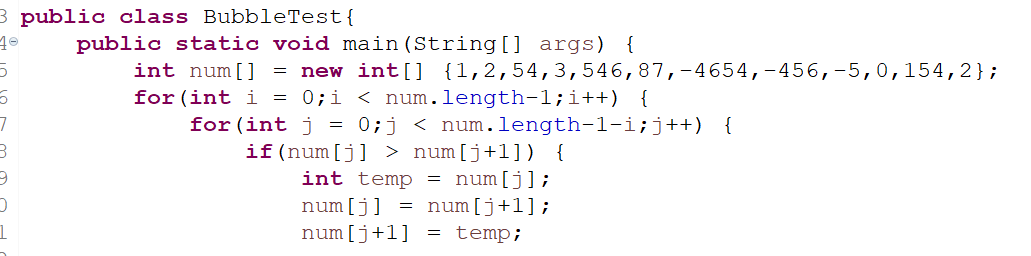 3 public class BubbleTest{
4 public static void main(String[] args) {
5 int num[] = new int[] {1,2,54,3,546,87,-4654,-456,-5,0,154,2};
6 for(int i = 0;i < num.length-1;i++) {
7 for(int j = 0;j < num.length-1-i;j++) {
8 if(num[j] > num[j+1]) {
9 int temp = num[j];
0 num[j] = num[j+1];
1 num[j+1] = temp;